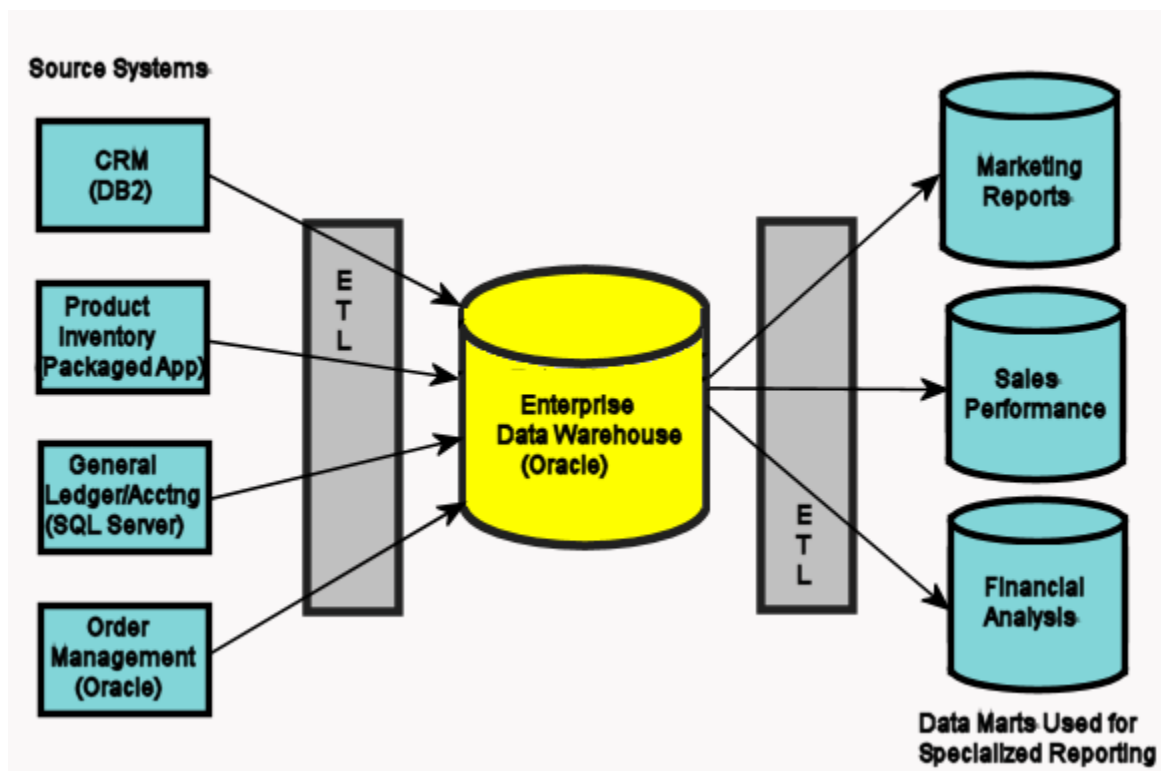 Source Systems
CRM
(DB2)
Product
Inventory
(Packaged App)
General
Ledger/Acctng
(SQL Server)
Order
Management
(Oracle)
E
T
L
Enterprise
Data Warehouse
(Oracle)
E
T
L
Marketing
Reports
Sales
Performance
Financial
Analysis
Data Marts Used for
Specialized Reporting